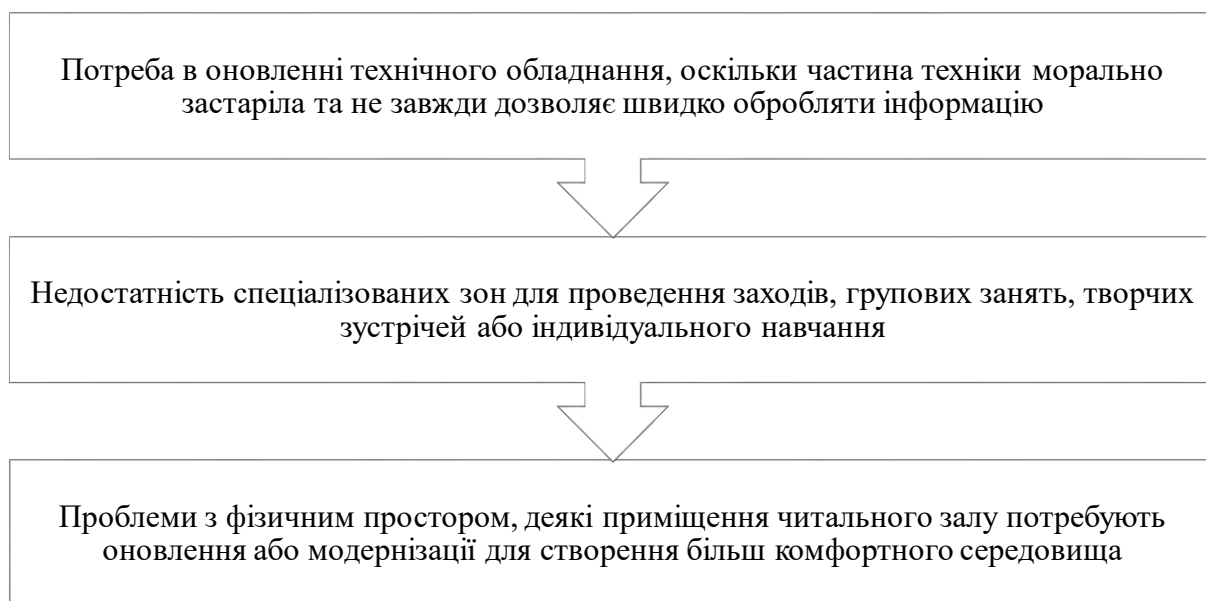 Потреба в оновленні технічного обладнання, оскільки частина техніки морально
застаріла та не завжди дозволяє швидко обробляти інформацію
Недостатність спеціалізованих зон для проведення заходів, групових занять, творчих
зустрічей або індивідуального навчання
Проблеми з фізичним простором, деякі приміщення читального залу потребують
оновлення або модернізації для створення більш комфортного середовища